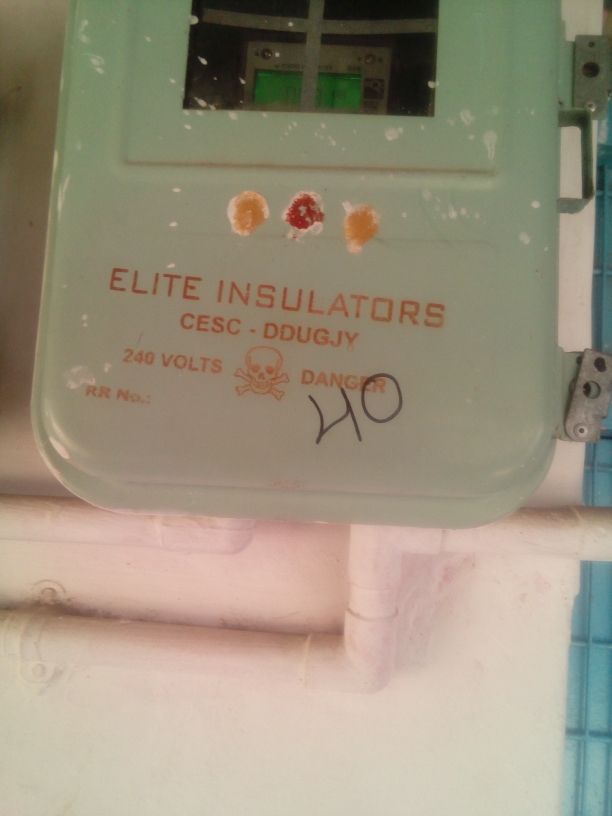 ELITE INSULATORS
CESC - DDUGJY
240 VOLTS DANGER
RR No.:
40